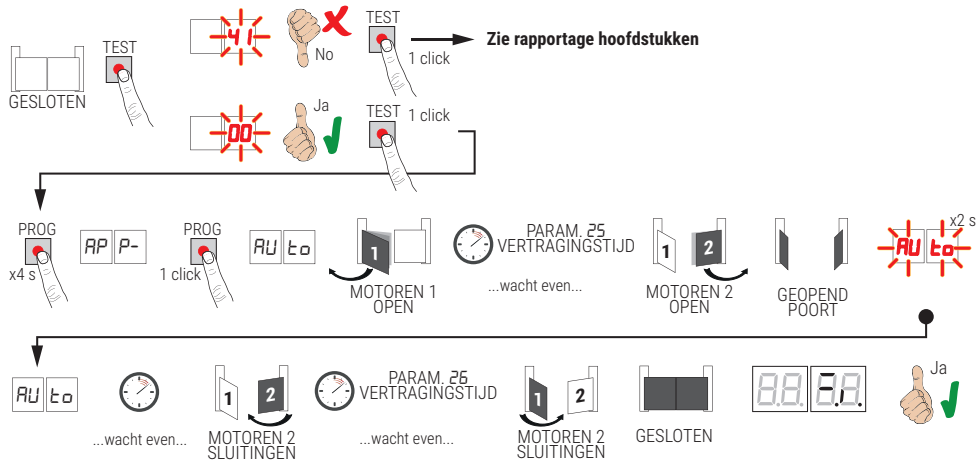 GESLOTEN
TEST
41
No
TEST
1 click
Zie rapportage hoofdstukken
00
Ja
TEST
1 click
PROG
x4 s
AP P-
PROG
1 click
AU to
1
MOTOREN 1
OPEN
PARAM. 25
VERTRAGINGSTIJD
...wacht even...
1 2
MOTOREN 2
OPEN
GEOPEND
POORT
AU to
x2 s
AU to
...wacht even...
1 2
MOTOREN 2
SLUITINGEN
PARAM. 26
VERTRAGINGSTIJD
...wacht even...
1 2
MOTOREN 2
SLUITINGEN
GESLOTEN
Ja